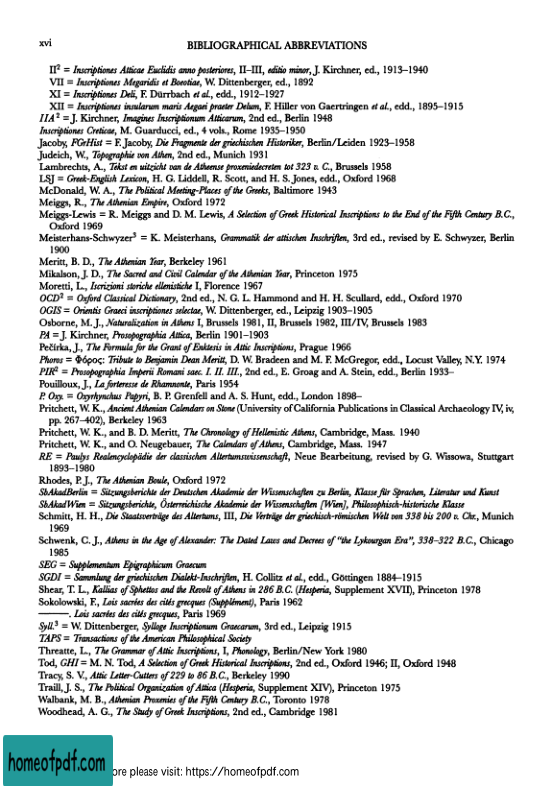 xvi
BIBLIOGRAPHICAL ABBREVIATIONS
II² = Inscriptiones Atticae Euclidis anno posteriores, II–III, editio minor, J. Kirchner, ed., 1913–1940
VII = Inscriptiones Megaridis et Boeotiae, W. Dittenberger, ed., 1892
XI = Inscriptiones Deli, F. Dürrbach et al., edd., 1912–1927
XII = Inscriptiones insularum maris Aegaei praeter Delum, F. Hiller von Gaertringen et al., edd., 1895–1915
IIA² = J. Kirchner, Imagines Inscriptionum Atticarum, 2nd ed., Berlin 1948
Inscriptiones Creticae, M. Guarducci, ed., 4 vols., Rome 1935–1950
Jacoby, FGrHist = F. Jacoby, Die Fragmente der griechischen Historiker, Berlin/Leiden 1923–1958
Judeich, W., Topographie von Athen, 2nd ed., Munich 1931
Lambrechts, A., Tekst en uitzicht van de Atheense proxeniedecreten tot 323 v. C., Brussels 1958
LSJ = Greek-English Lexicon, H. G. Liddell, R. Scott, and H. S. Jones, edd., Oxford 1968
McDonald, W. A., The Political Meeting-Places of the Greeks, Baltimore 1943
Meiggs, R., The Athenian Empire, Oxford 1972
Meiggs-Lewis = R. Meiggs and D. M. Lewis, A Selection of Greek Historical Inscriptions to the End of the Fifth Century B.C.,
Oxford 1969
Meisterhans-Schwyzer³ = K. Meisterhans, Grammatik der attischen Inschriften, 3rd ed., revised by E. Schwyzer, Berlin
1900
Meritt, B. D., The Athenian Year, Berkeley 1961
Mikalson, J. D., The Sacred and Civil Calendar of the Athenian Year, Princeton 1975
Moretti, L., Iscrizioni storiche ellenistiche I, Florence 1967
OCD² = Oxford Classical Dictionary, 2nd ed., N. G. L. Hammond and H. H. Scullard, edd., Oxford 1970
OGIS = Orientis Graeci inscriptiones selectae, W. Dittenberger, ed., Leipzig 1903–1905
Osborne, M. J., Naturalization in Athens I, Brussels 1981, II, Brussels 1982, III/IV, Brussels 1983
PA = J. Kirchner, Prosopographia Attica, Berlin 1901–1903
Pečírka, J., The Formula for the Grant of Enktesis in Attic Inscriptions, Prague 1966
Phoros = Φόρος: Tribute to Benjamin Dean Meritt, D. W. Bradeen and M. F. McGregor, edd., Locust Valley, N.Y. 1974
PIR² = Prosopographia Imperii Romani saec. I. II. III., 2nd ed., E. Groag and A. Stein, edd., Berlin 1933–
Pouilloux, J., La forteresse de Rhamnonte, Paris 1954
P. Oxy. = Oxyrhynchus Papyri, B. P. Grenfell and A. S. Hunt, edd., London 1898–
Pritchett, W. K., Ancient Athenian Calendars on Stone (University of California Publications in Classical Archaeology IV, iv,
pp. 267–402), Berkeley 1963
Pritchett, W. K., and B. D. Meritt, The Chronology of Hellenistic Athens, Cambridge, Mass. 1940
Pritchett, W. K., and O. Neugebauer, The Calendars of Athens, Cambridge, Mass. 1947
RE = Paulys Realencyclopädie der classischen Altertumswissenschaft, Neue Bearbeitung, revised by G. Wissowa, Stuttgart
1893–1980
Rhodes, P. J., The Athenian Boule, Oxford 1972
SbAkadBerlin = Sitzungsberichte der Deutschen Akademie der Wissenschaften zu Berlin, Klasse für Sprachen, Literatur und Kunst
SbAkadWien = Sitzungsberichte, Österreichische Akademie der Wissenschaften [Wien], Philosophisch-historische Klasse
Schmitt, H. H., Die Staatsverträge des Altertums, III, Die Verträge der griechisch-römischen Welt von 338 bis 200 v. Chr., Munich
1969
Schwenk, C. J., Athens in the Age of Alexander: The Dated Laws and Decrees of "the Lykourgan Era", 338–322 B.C., Chicago
1985
SEG = Supplementum Epigraphicum Graecum
SGDI = Sammlung der griechischen Dialekt-Inschriften, H. Collitz et al., edd., Göttingen 1884–1915
Shear, T. L., Kallias of Sphettos and the Revolt of Athens in 286 B.C. (Hesperia, Supplement XVII), Princeton 1978
Sokolowski, F., Lois sacrées des cités grecques (Supplément), Paris 1962
———. Lois sacrées des cités grecques, Paris 1969
Syll.³ = W. Dittenberger, Sylloge Inscriptionum Graecarum, 3rd ed., Leipzig 1915
TAPS = Transactions of the American Philosophical Society
Threatte, L., The Grammar of Attic Inscriptions, I, Phonology, Berlin/New York 1980
Tod, GHI = M. N. Tod, A Selection of Greek Historical Inscriptions, 2nd ed., Oxford 1946; II, Oxford 1948
Tracy, S. V., Attic Letter-Cutters of 229 to 86 B.C., Berkeley 1990
Traill, J. S., The Political Organization of Attica (Hesperia, Supplement XIV), Princeton 1975
Walbank, M. B., Athenian Proxenies of the Fifth Century B.C., Toronto 1978
Woodhead, A. G., The Study of Greek Inscriptions, 2nd ed., Cambridge 1981
homeofpdf.com
ore please visit: https://homeofpdf.com